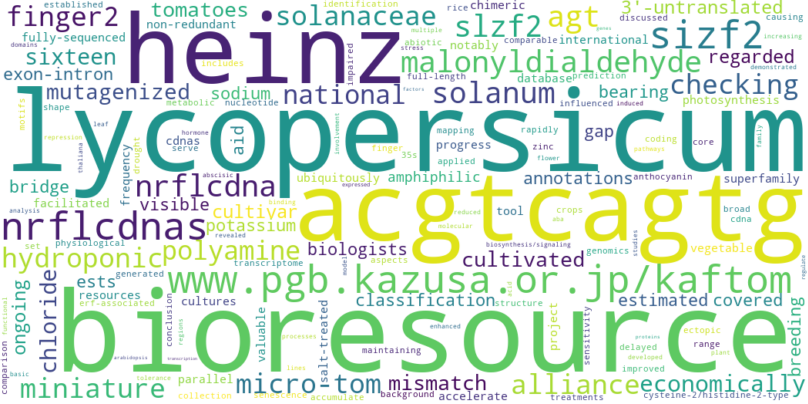 established
finger2
tomatoes
non-redundant
solanaceae
identification
rice
chimeric
3'-untranslated
fully-sequenced
heinz
slzf2
agt
discussed
multiple
genes
causing
domains
sixteen
includes
abiotic
comparable
notably
international
sizf2
increasing
exon-intron
impaired
malonyldialdehyde
regarded
stress
demonstrated
mutagenized
sodium
national
full-length
database
prediction
checking
motifs
shape
metabolic
nucleotide
factors
solanum
influenced
induced
bearing
photosynthesis
lycopersicum
repression
leaf
thaliana
hormone
cdnas
serve
aid
involvement
finger
35s
mapping
applied
progress
rapidly
zinc
flower
gap
coding
pathways
core
family
bridge
frequency
drought
nrflcdna
abscisic
ubiquitously
amphiphilic
annotations
anthocyanin
superfamily
facilitated
visible
cultivar
binding
expressed
acgtcagtg
reduced
molecular
tool
aba
crops
broad
cdna
analysis
nrflcdnas
potassium
revealed
biologists
biosynthesis/signaling
genomics
studies
vegetable
set
physiological
polyamine
hydroponic
transcriptome
model
aspects
cultivated
regulate
ests
generated
resources
www.pgb.kazusa.or.jp/kaftom
functional
ongoing
chloride
erf-associated
cultures
classification
structure
acid
estimated
covered
bioresource
conclusion
regions
valuable
lines
processes
salt-treated
enhanced
project
sensitivity
ectopic
range
plant
proteins
developed
delayed
improved
breeding
comparison
basic
arabidopsis
transcription
maintaining
miniature
tolerance
parallel
collection
senescence
micro
accumulate
tom
mismatch
background
accelerate
alliance
treatments
economically
cysteine-2/histidine-2-type